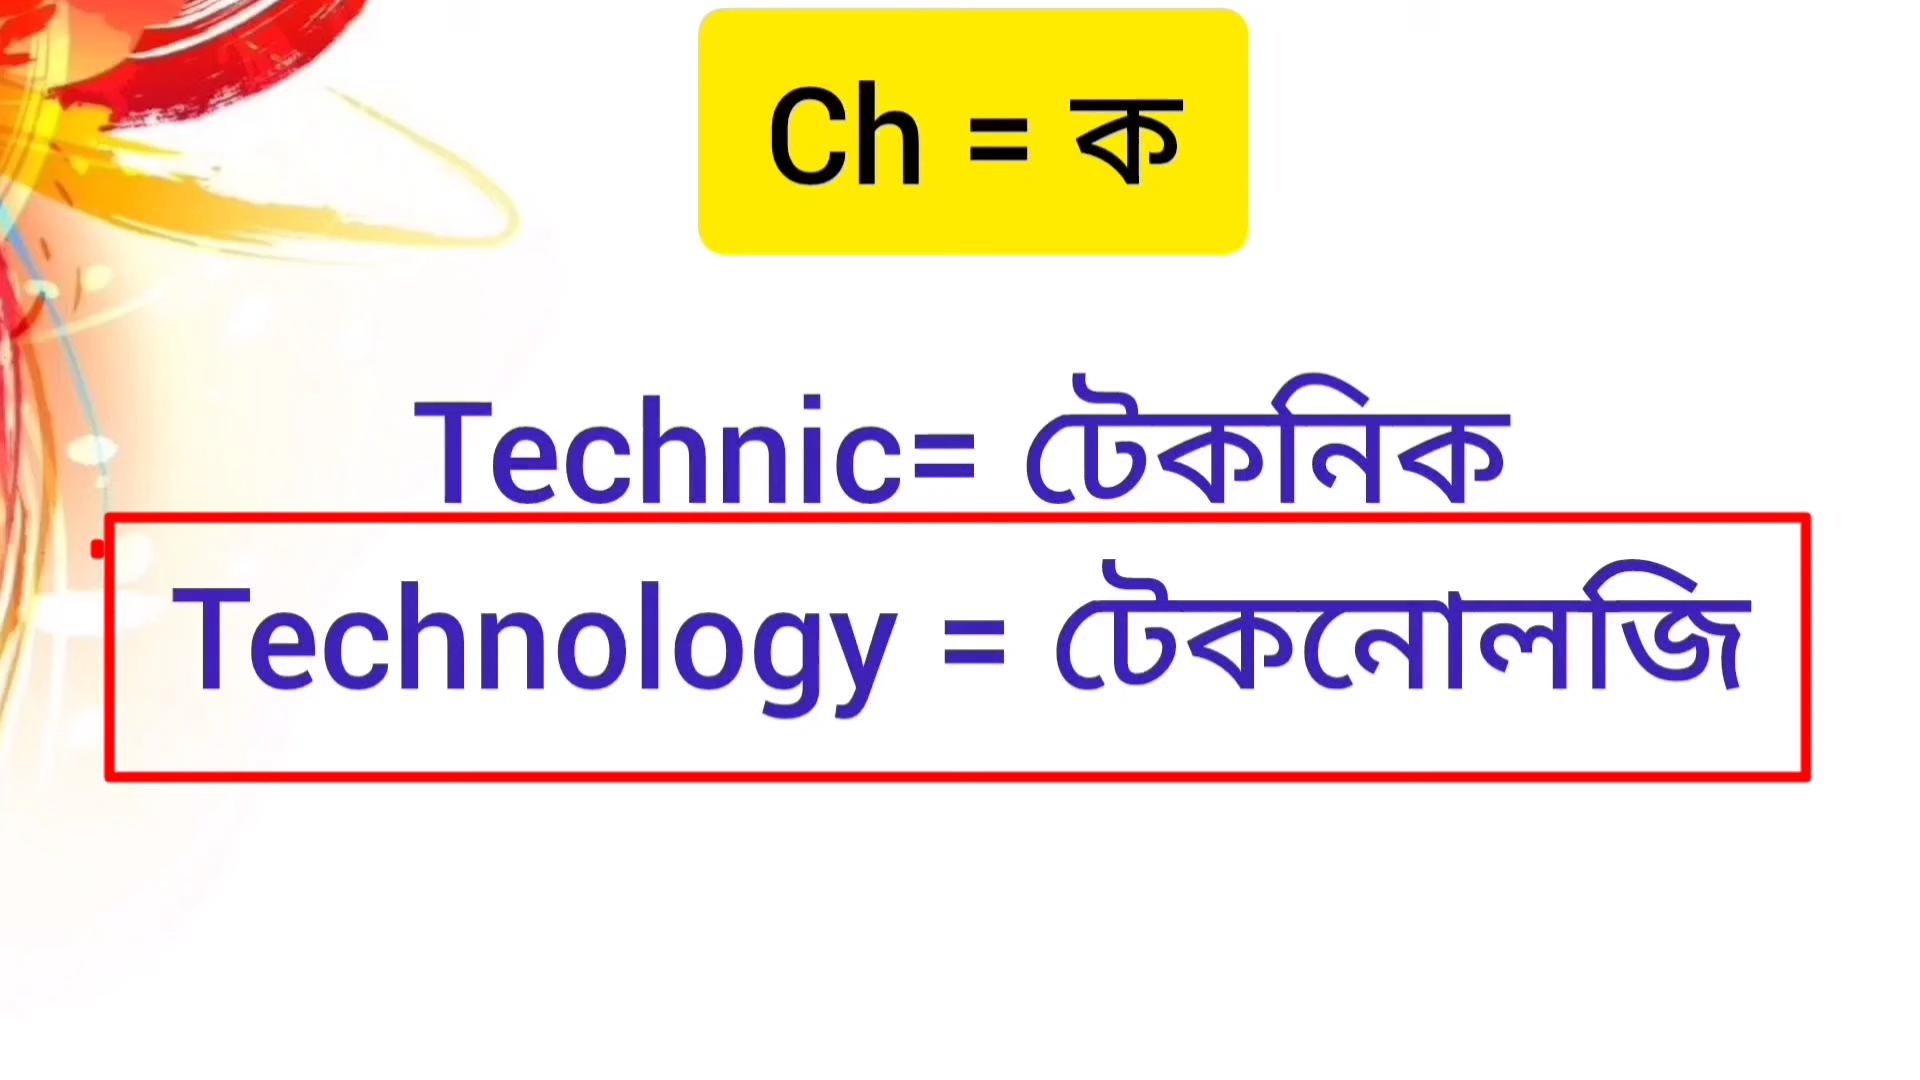 Ch = ক
Technic= টেকনিক
Technology = টেকনোলজি